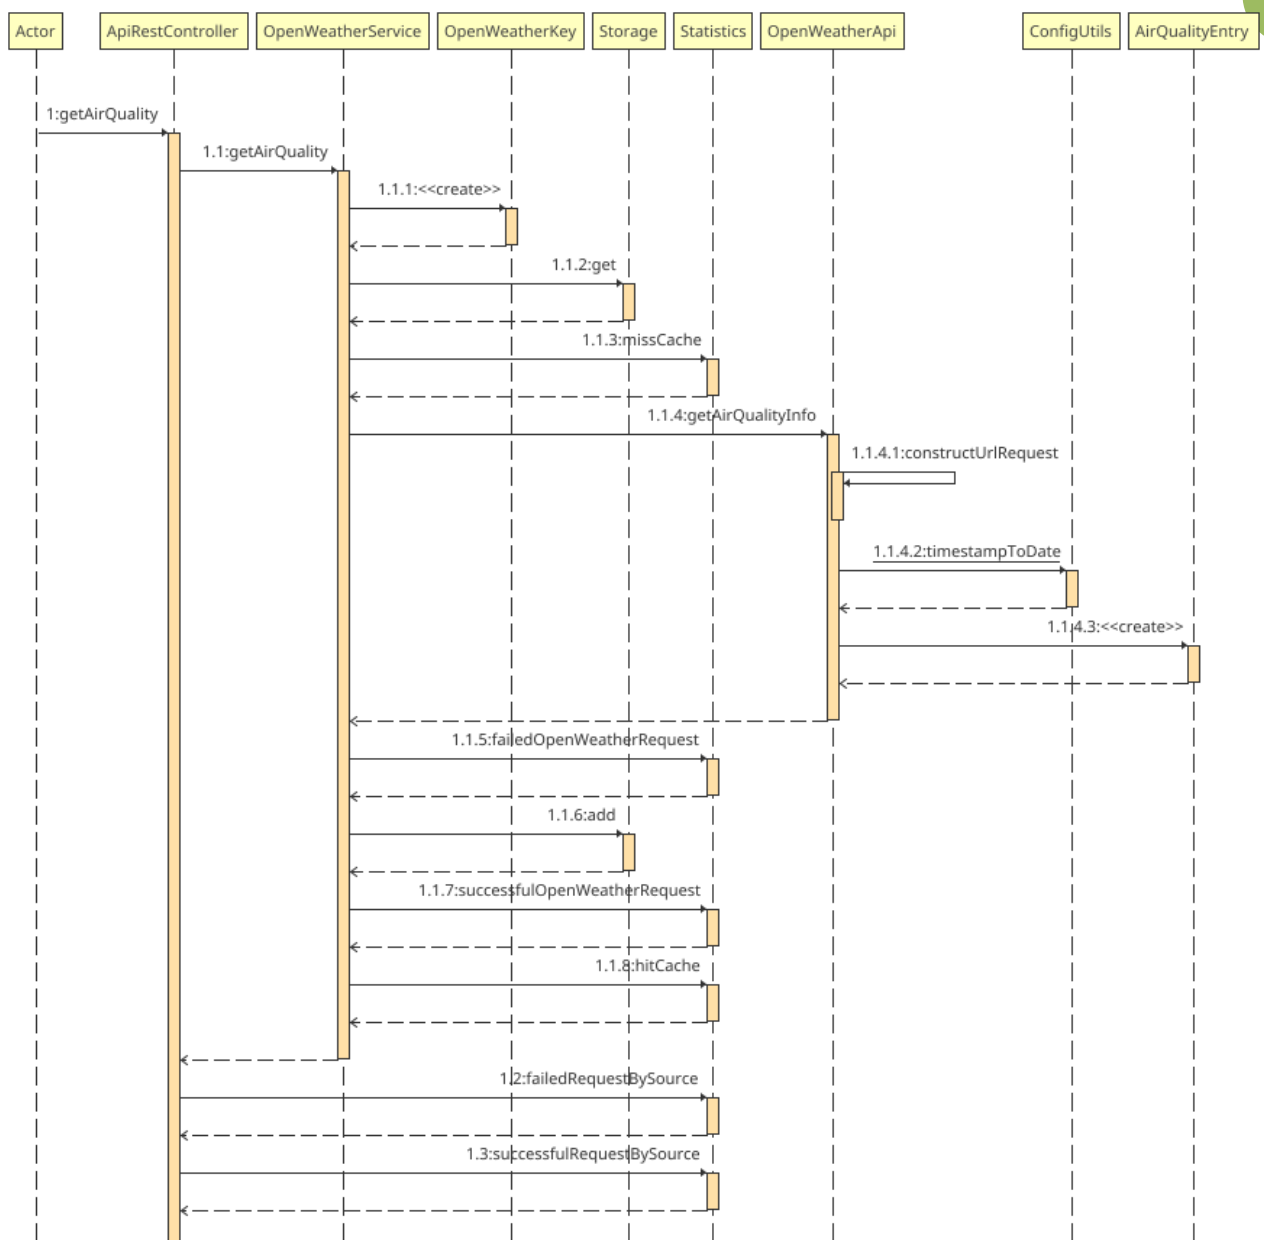 Actor
ApiRestController
OpenWeatherService
OpenWeatherKey
Storage
Statistics
OpenWeatherApi
ConfigUtils
AirQualityEntry
1:getAirQuality
1.1:getAirQuality
1.1.1:<<create>>
1.1.2:get
1.1.3:missCache
1.1.4:getAirQualityInfo
1.1.4.1:constructUrlRequest
1.1.4.2:timestampToDate
1.1.4.3:<<create>>
1.1.5:failedOpenWeatherRequest
1.1.6:add
1.1.7:successfulOpenWeatherRequest
1.1.8:hitCache
1.2:failedRequestBySource
1.3:successfulRequestBySource